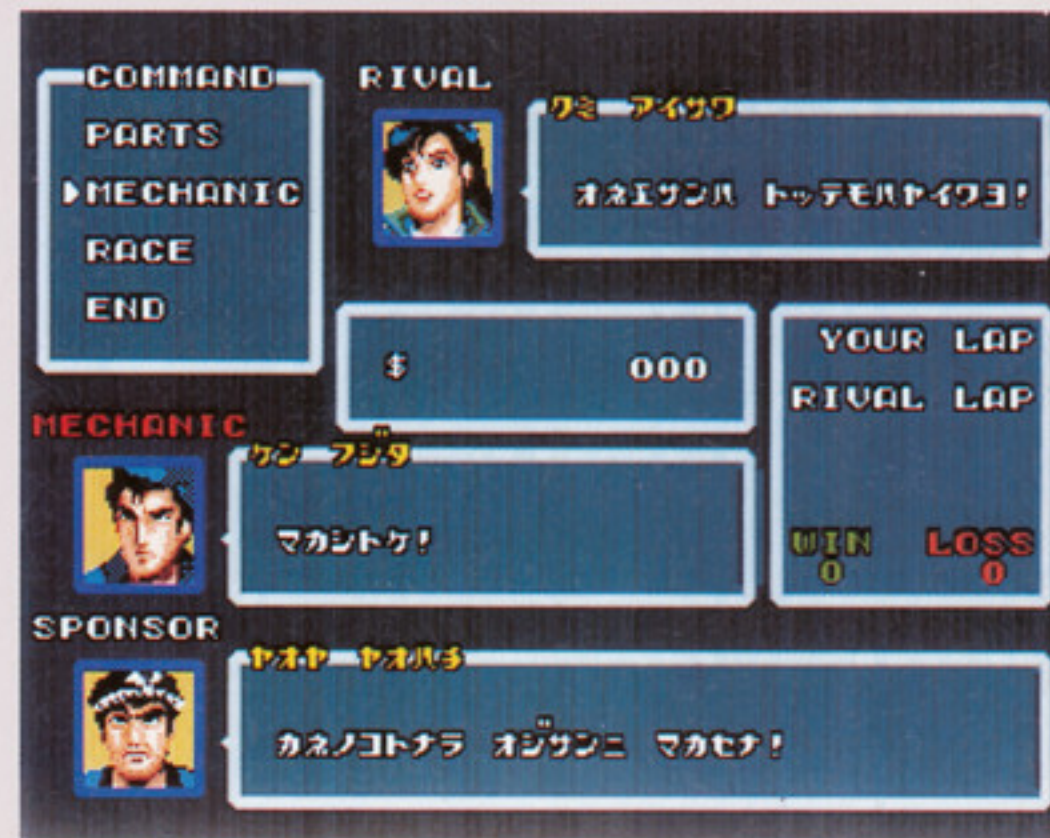 COMMAND
PARTS
MECHANIC
RACE
END
RIVAL
クミ アイサワ
オネエサンハ トッテモハヤイワヨ!
$ 000
YOUR LAP
RIVAL LAP
WIN LOSS
0 0
MECHANIC
ケン フジタ
マカシトケ!
SPONSOR
ヤオヤ ヤオハチ
カネノコトナラ オジサンニ マカセナ!